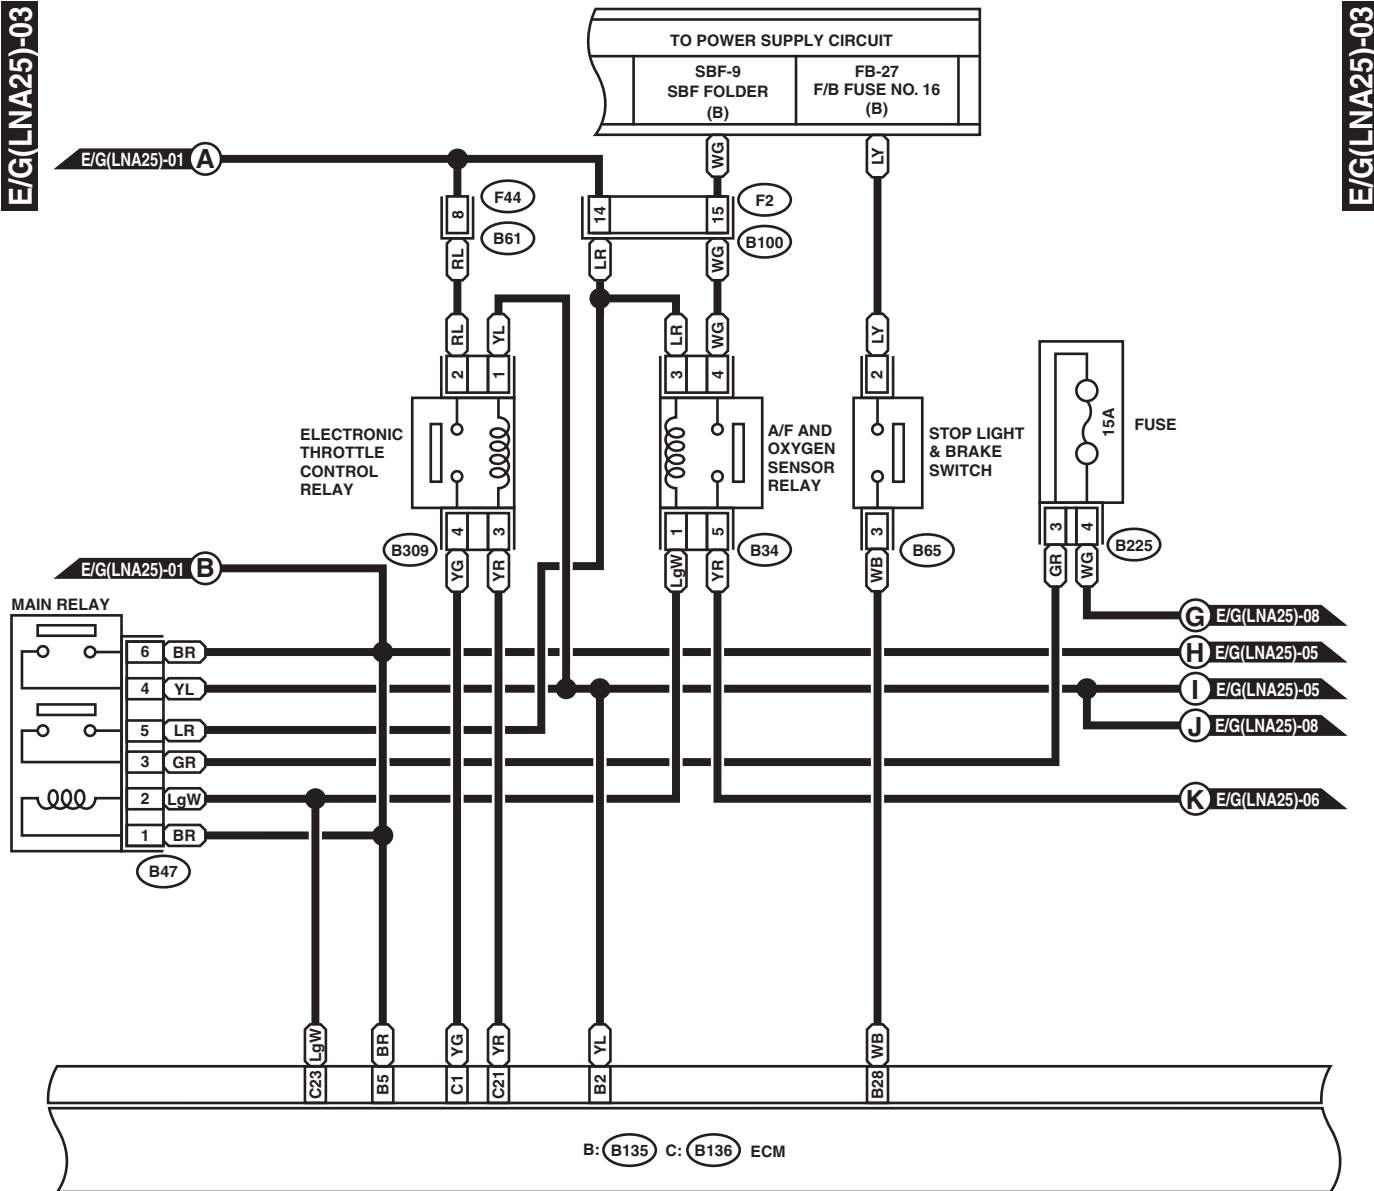 E/G(LNA25)-03
E/G(LNA25)-03
TO POWER SUPPLY CIRCUIT
SBF-9
SBF FOLDER
(B)
FB-27
F/B FUSE NO. 16
(B)
E/G(LNA25)-01 A
WG
LY
8
F44
B61
14
15
F2
B100
RL
LR
WG
RL
YL
LR
WG
LY
2
1
3
4
2
ELECTRONIC
THROTTLE
CONTROL
RELAY
A/F AND
OXYGEN
SENSOR
RELAY
STOP LIGHT
& BRAKE
SWITCH
15A
FUSE
4
3
B309
1
5
B34
3
B65
3
4
B225
YG
YR
LgW
YR
WB
GR
WG
E/G(LNA25)-01 B
MAIN RELAY
G E/G(LNA25)-08
6 BR
H E/G(LNA25)-05
4 YL
I E/G(LNA25)-05
5 LR
J E/G(LNA25)-08
3 GR
2 LgW
K E/G(LNA25)-06
1 BR
B47
LgW
BR
YG
YR
YL
WB
C23
B5
C1
C21
B2
B28
B: B135 C: B136 ECM